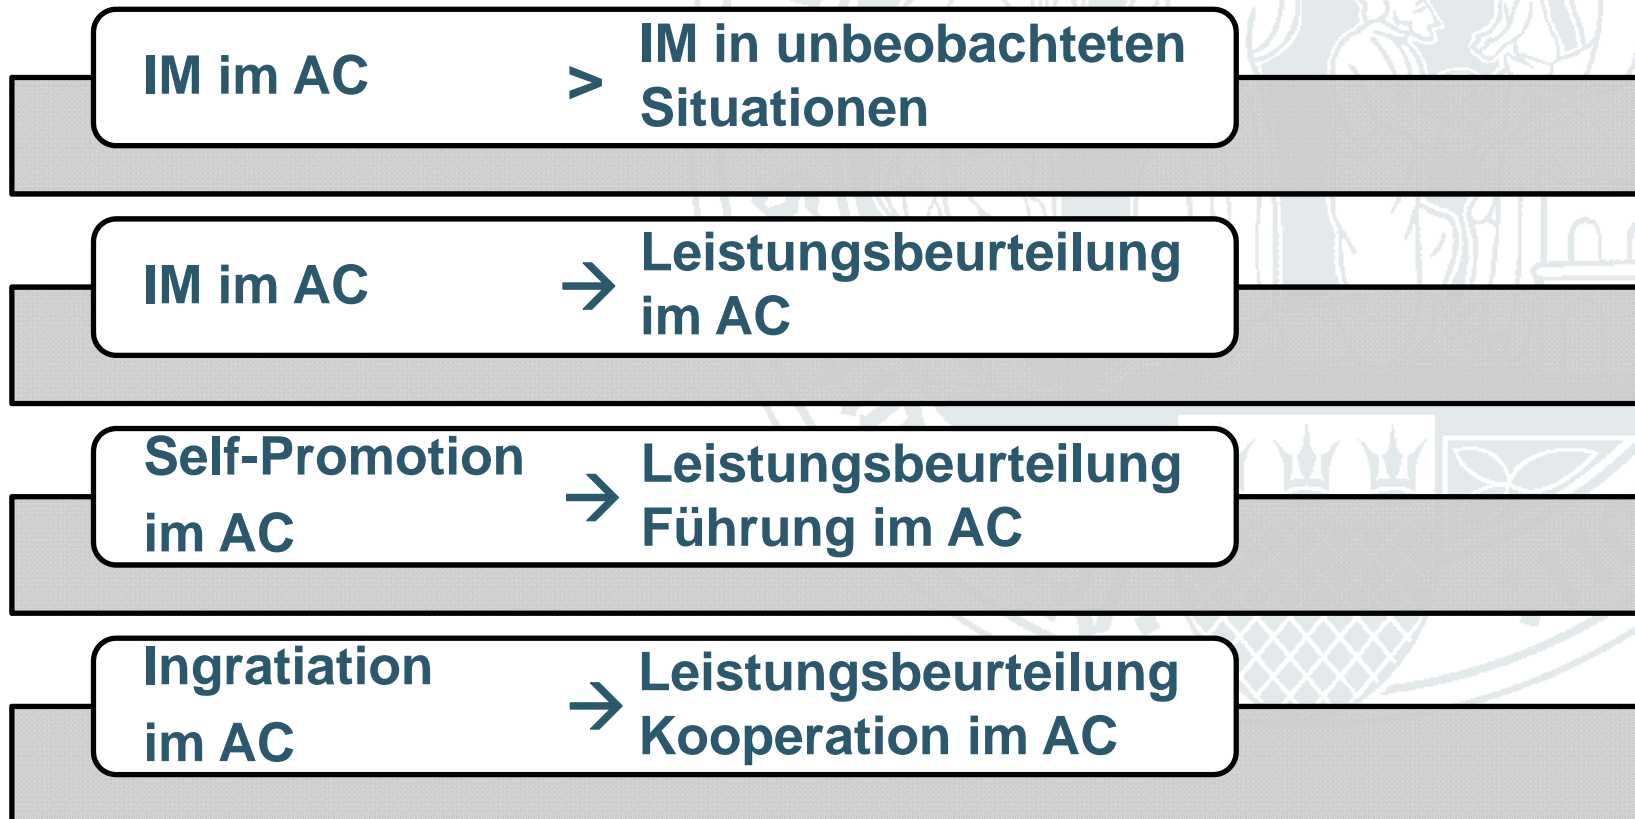 IM im AC > IM in unbeobachteten
Situationen
IM im AC → Leistungsbeurteilung
im AC
Self-Promotion → Leistungsbeurteilung
im AC Führung im AC
Ingratiation → Leistungsbeurteilung
im AC Kooperation im AC